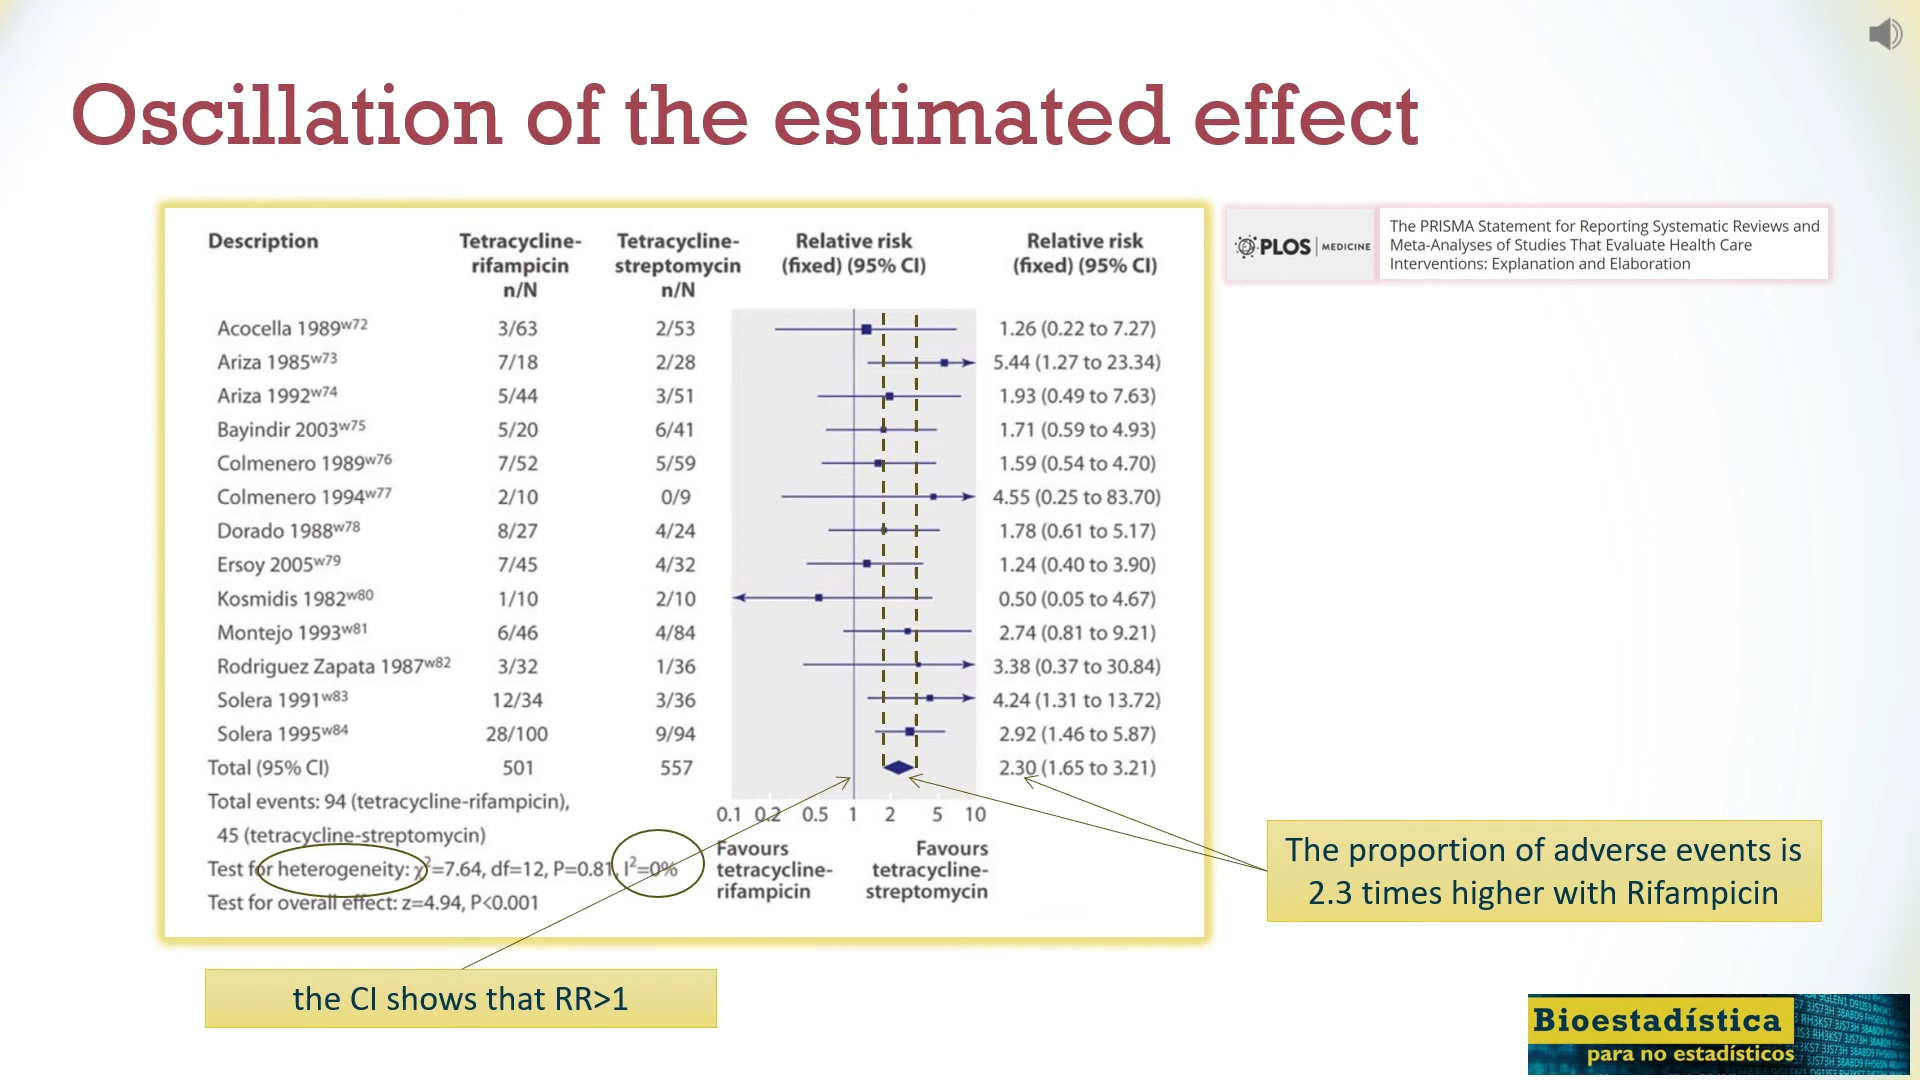 Oscillation of the estimated effect
PLOS | MEDICINE
The PRISMA Statement for Reporting Systematic Reviews and
Meta-Analyses of Studies That Evaluate Health Care
Interventions: Explanation and Elaboration
Description Tetracycline- Tetracycline- Relative risk Relative risk
rifampicin streptomycin (fixed) (95% CI) (fixed) (95% CI)
n/N n/N
Acocella 1989w72 3/63 2/53 1.26 (0.22 to 7.27)
Ariza 1985w73 7/18 2/28 5.44 (1.27 to 23.34)
Ariza 1992w74 5/44 3/51 1.93 (0.49 to 7.63)
Bayindir 2003w75 5/20 6/41 1.71 (0.59 to 4.93)
Colmenero 1989w76 7/52 5/59 1.59 (0.54 to 4.70)
Colmenero 1994w77 2/10 0/9 4.55 (0.25 to 83.70)
Dorado 1988w78 8/27 4/24 1.78 (0.61 to 5.17)
Ersoy 2005w79 7/45 4/32 1.24 (0.40 to 3.90)
Kosmidis 1982w80 1/10 2/10 0.50 (0.05 to 4.67)
Montejo 1993w81 6/46 4/84 2.74 (0.81 to 9.21)
Rodriguez Zapata 1987w82 3/32 1/36 3.38 (0.37 to 30.84)
Solera 1991w83 12/34 3/36 4.24 (1.31 to 13.72)
Solera 1995w84 28/100 9/94 2.92 (1.46 to 5.87)
Total (95% CI) 501 557 2.30 (1.65 to 3.21)
Total events: 94 (tetracycline-rifampicin),
45 (tetracycline-streptomycin)
Test for heterogeneity: χ²=7.64, df=12, P=0.81, I²=0%
Test for overall effect: z=4.94, P<0.001
0.1 0.2 0.5 1 2 5 10
Favours Favours
tetracycline- tetracycline-
rifampicin streptomycin
The proportion of adverse events is
2.3 times higher with Rifampicin
the CI shows that RR>1
Bioestadística
para no estadísticos